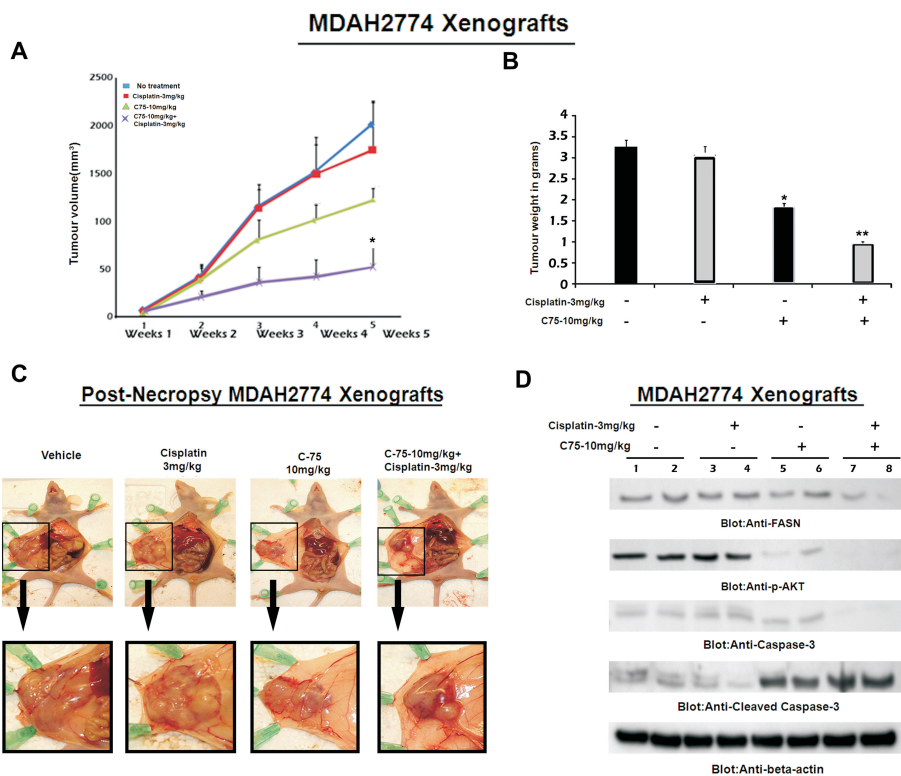 MDAH2774 Xenografts
A
2500
2000
1500
100
50
0
Tumour volume(mm³)
No treatment
Cisplatin-3mg/kg
C75-10mg/kg
C75-10mg/kg+
Cisplatin-3mg/kg
*
1 2 3 4 5
Weeks 1 Weeks 2 Weeks 3 Weeks 4 Weeks 5
B
4
3.5
3
2.5
2
1.5
1
0.5
0
Tumour weight in grams
* **
Cisplatin-3mg/kg - + - +
C75-10mg/kg - - + +
C
Post-Necropsy MDAH2774 Xenografts
Vehicle
Cisplatin
3mg/kg
C-75
10mg/kg
C-75-10mg/kg+
Cisplatin-3mg/kg
D
MDAH2774 Xenografts
Cisplatin-3mg/kg - + - +
C75-10mg/kg - - + +
1 2 3 4 5 6 7 8
Blot:Anti-FASN
Blot:Anti-p-AKT
Blot:Anti-Caspase-3
Blot:Anti-Cleaved Caspase-3
Blot:Anti-beta-actin